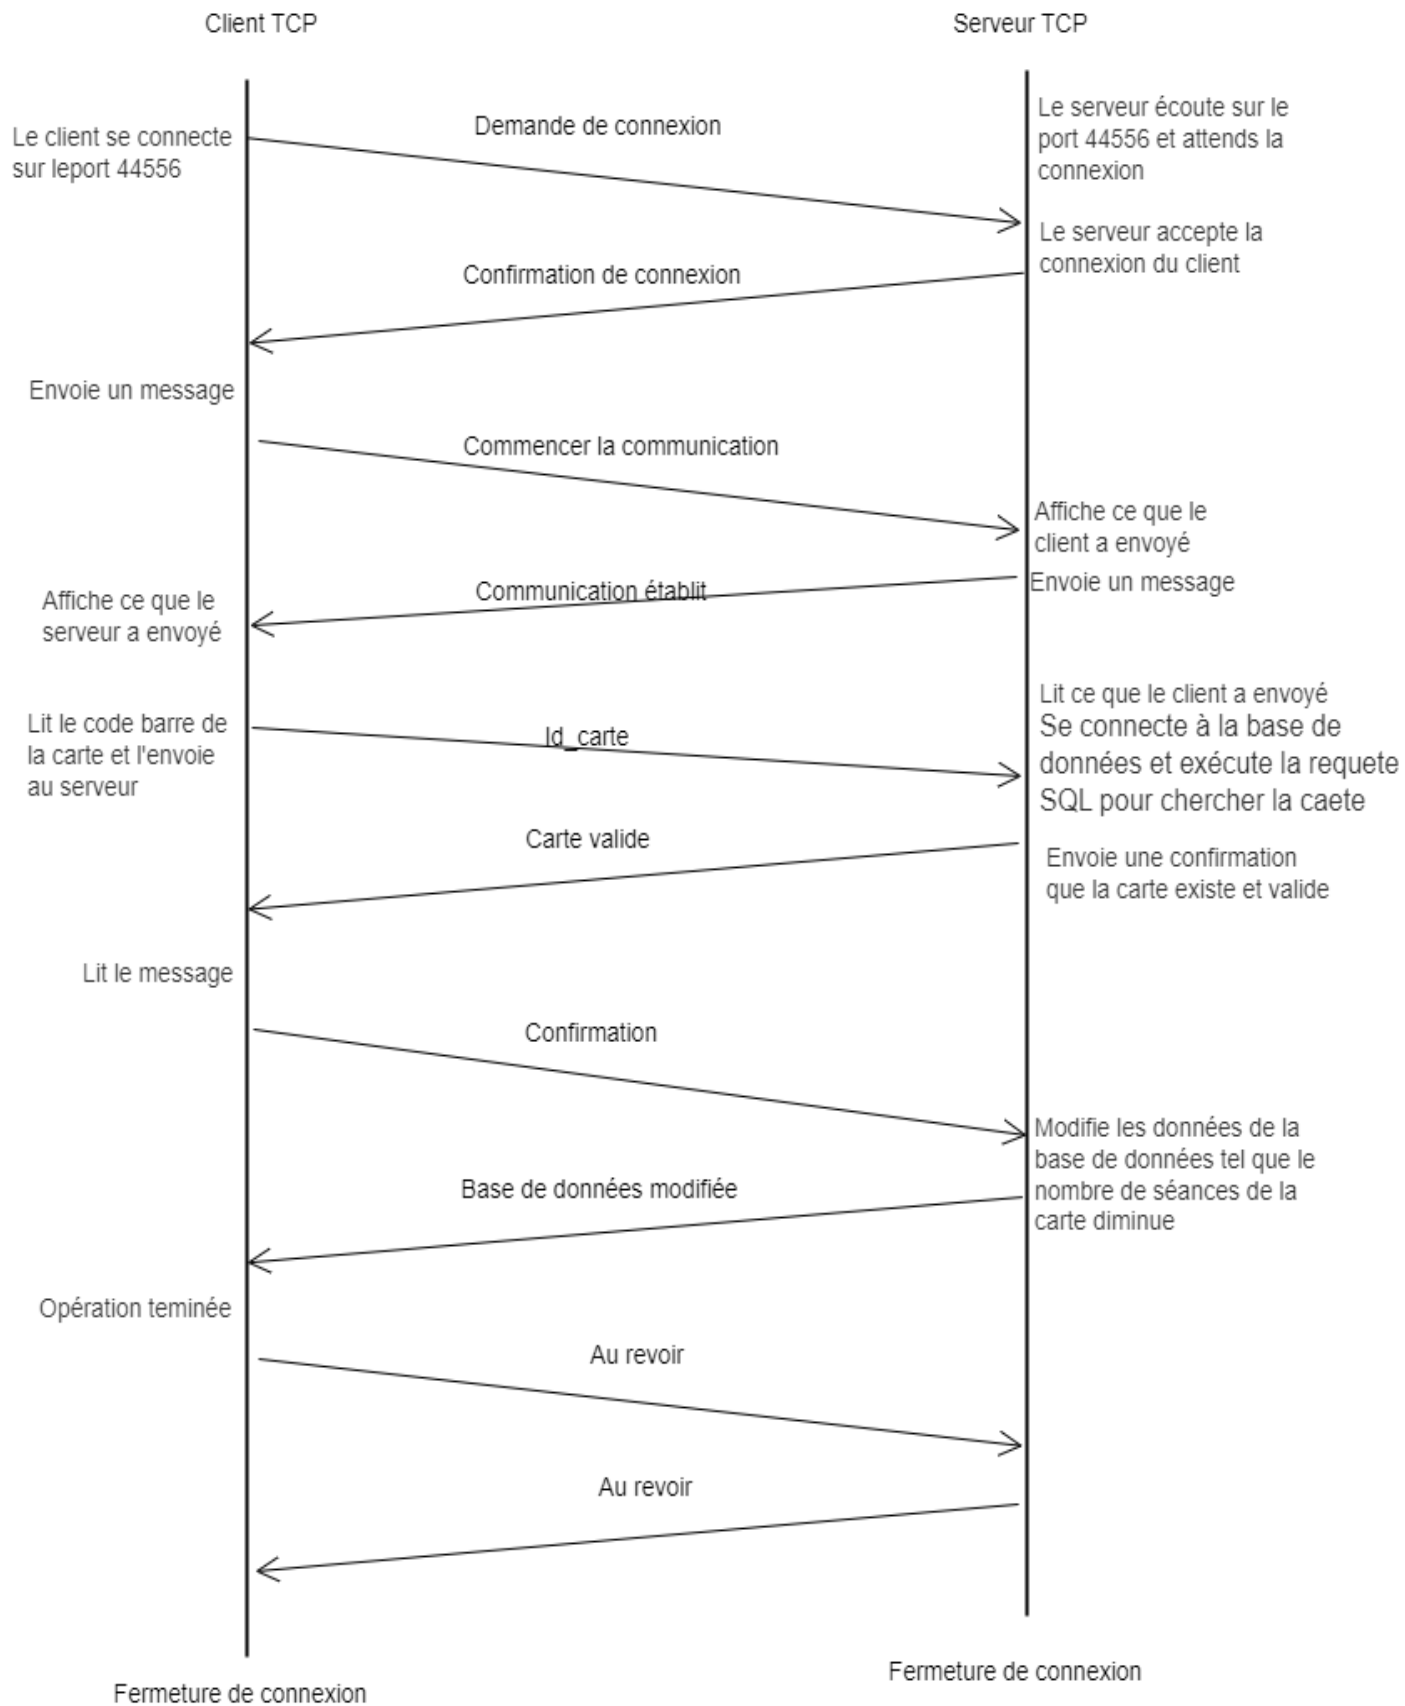 Client TCP
Serveur TCP
Le client se connecte
sur leport 44556
Demande de connexion
Le serveur écoute sur le
port 44556 et attends la
connexion
Le serveur accepte la
connexion du client
Confirmation de connexion
Envoie un message
Commencer la communication
Affiche ce que le
client a envoyé
Envoie un message
Communication établit
Affiche ce que le
serveur a envoyé
Lit le code barre de
la carte et l'envoie
au serveur
Id_carte
Lit ce que le client a envoyé
Se connecte à la base de
données et exécute la requete
SQL pour chercher la caete
Carte valide
Envoie une confirmation
que la carte existe et valide
Lit le message
Confirmation
Modifie les données de la
base de données tel que le
nombre de séances de la
carte diminue
Base de données modifiée
Opération teminée
Au revoir
Au revoir
Fermeture de connexion
Fermeture de connexion